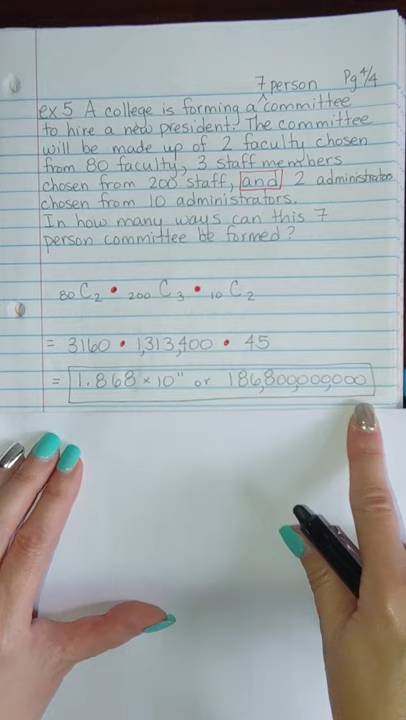 7 person Pg 4/4
ex 5 A college is forming a ^ committee
to hire a new president. The committee
will be made up of 2 faculty chosen
from 80 faculty, 3 staff members
chosen from 200 staff, and 2 administrators
chosen from 10 administrators.
In how many ways can this 7
person committee be formed?
₈₀C₂ • ₂₀₀C₃ • ₁₀C₂
= 3160 • 1,313,400 • 45
= 1.868 × 10¹¹ or 186,800,000,000